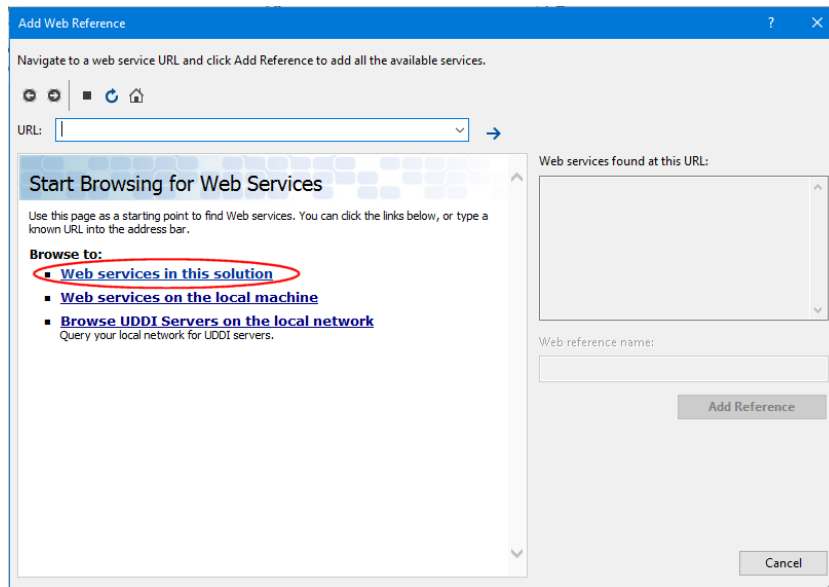 Add Web Reference
?
Navigate to a web service URL and click Add Reference to add all the available services.
URL:
Web services found at this URL:
Start Browsing for Web Services
Use this page as a starting point to find Web services. You can click the links below, or type a
known URL into the address bar.
Browse to:
Web services in this solution
Web services on the local machine
Browse UDDI Servers on the local network
Query your local network for UDDI servers.
Web reference name:
Add Reference
Cancel